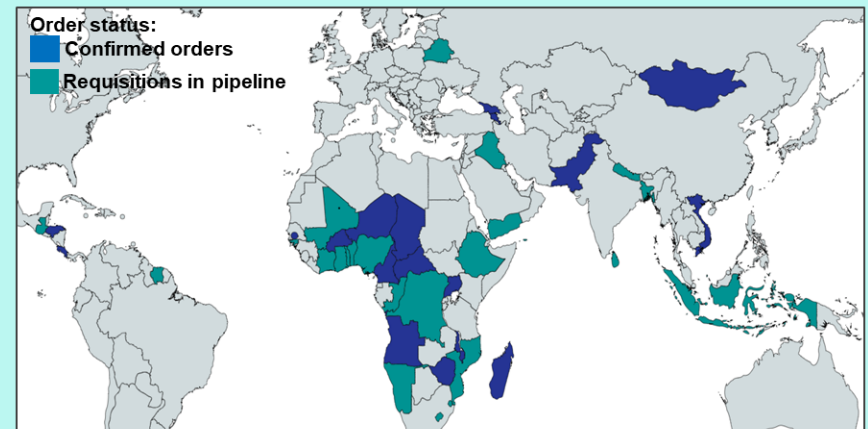 Order status:
Confirmed orders
Requisitions in pipeline